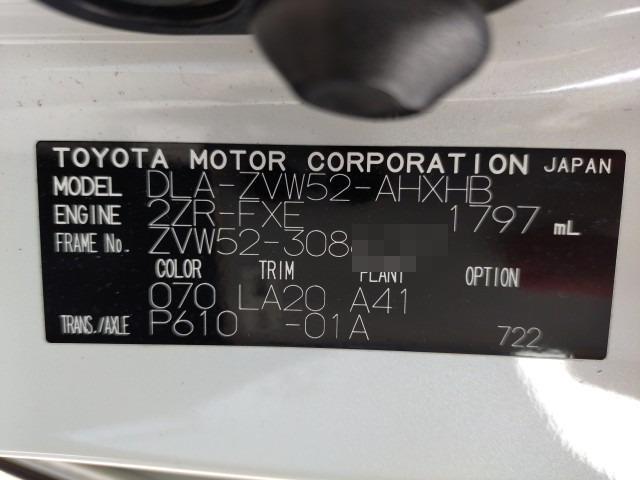 TOYOTA MOTOR CORPORATION JAPAN
MODEL DLA-ZVW52-AHXHB
ENGINE 2ZR-FXE 1797 mL
FRAME No. ZVW52-308
COLOR TRIM PLANT OPTION
070 LA20 A41
TRANS./AXLE P610 -01A 722